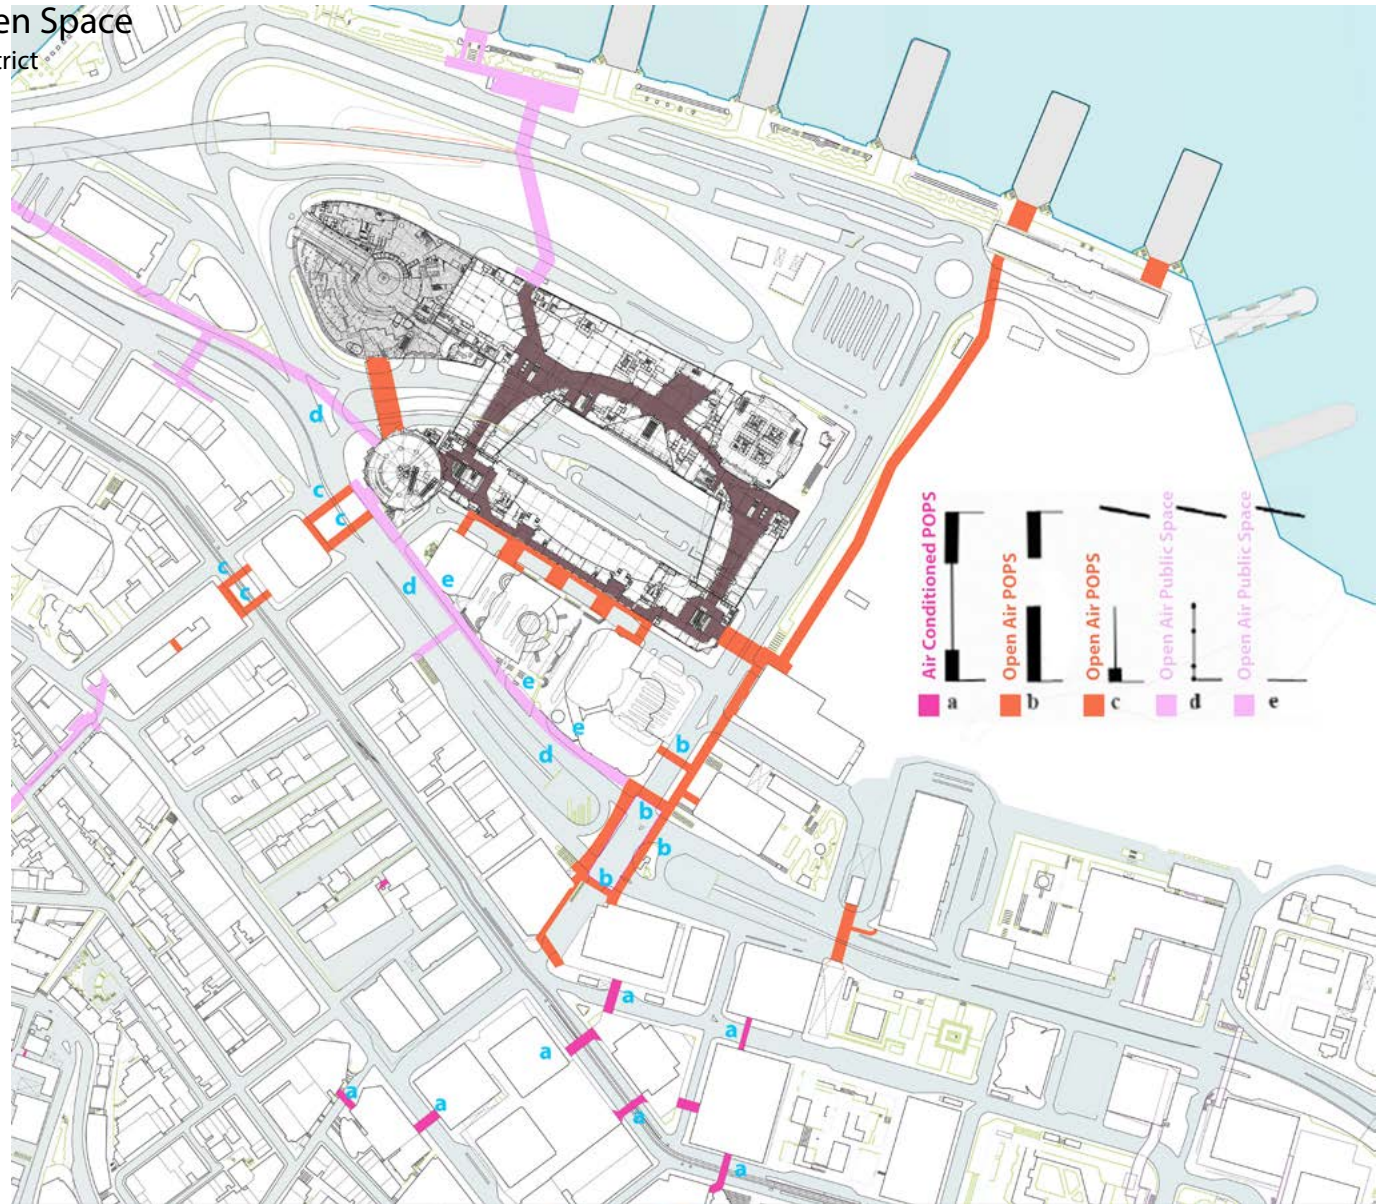 en Space
trict
d
c
c
c
c
d
e
e
e
d
b
b
b
b
a
a
a
a
a
a
a
Air Conditioned POPS
Open Air POPS
Open Air POPS
Open Air Public Space
Open Air Public Space
a
b
c
d
e